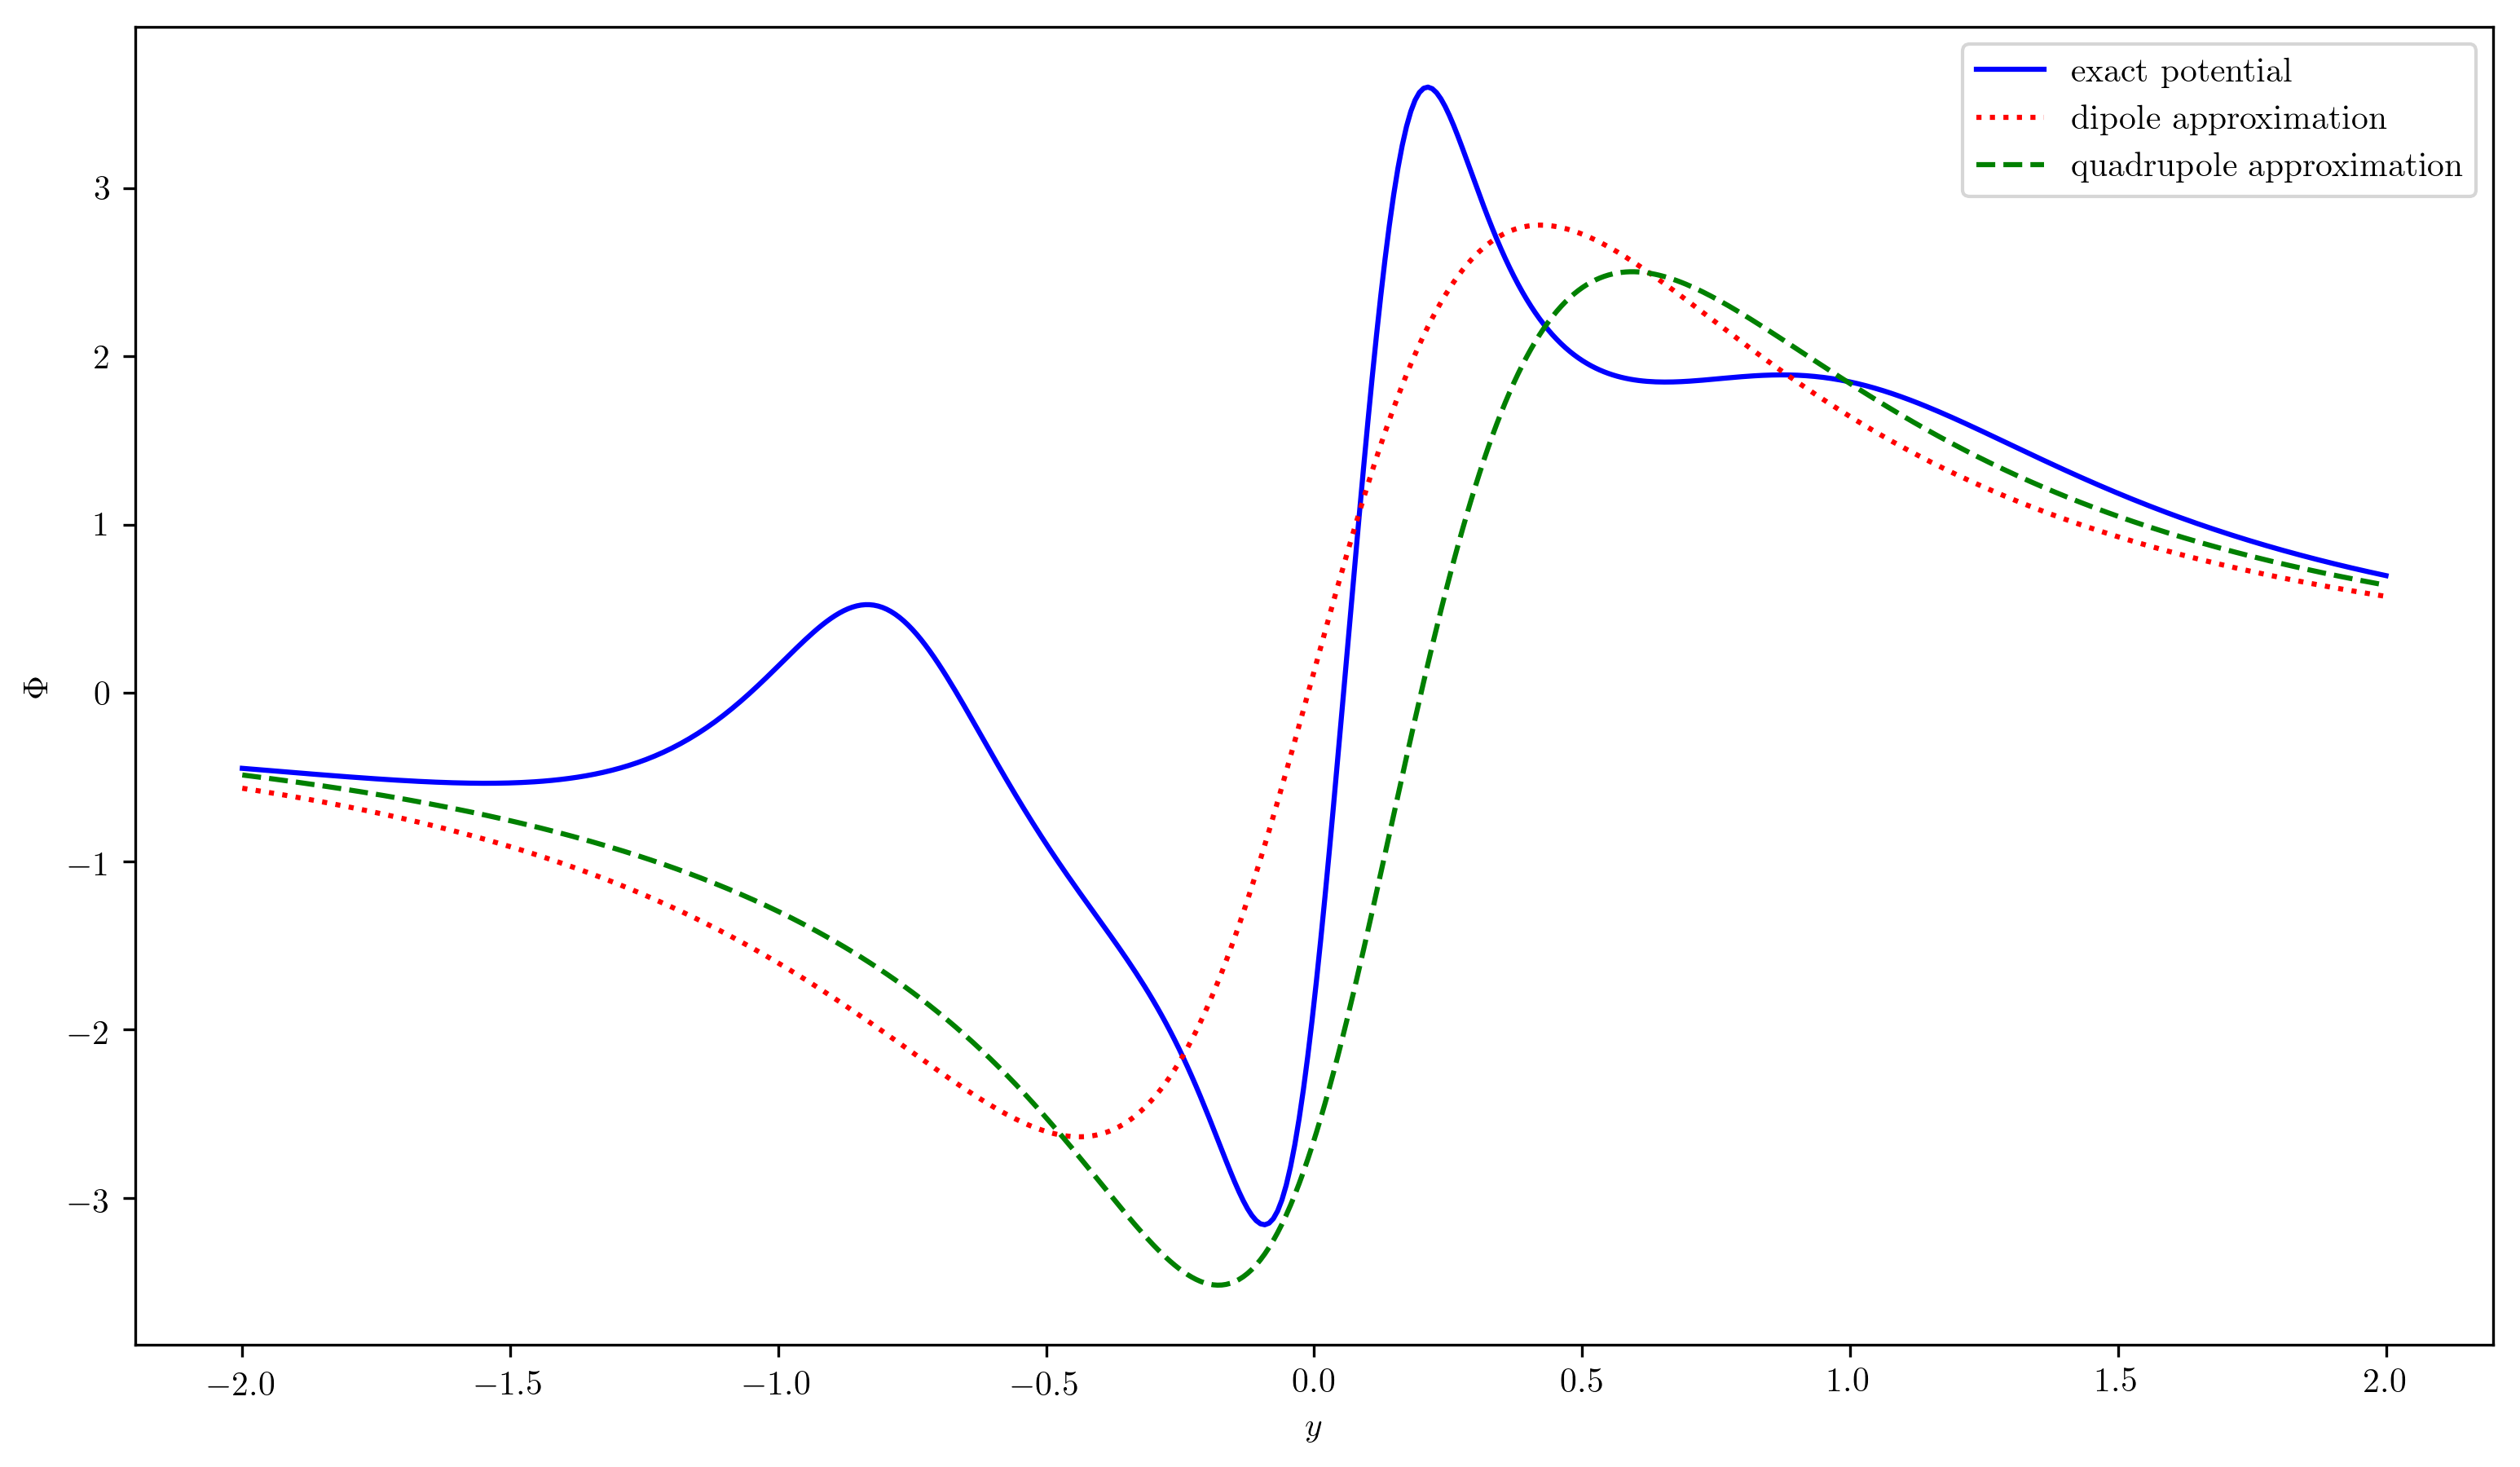 exact potential
dipole approximation
quadrupole approximation
3
2
1
0
−1
−2
−3
Φ
−2.0 −1.5 −1.0 −0.5 0.0 0.5 1.0 1.5 2.0
y